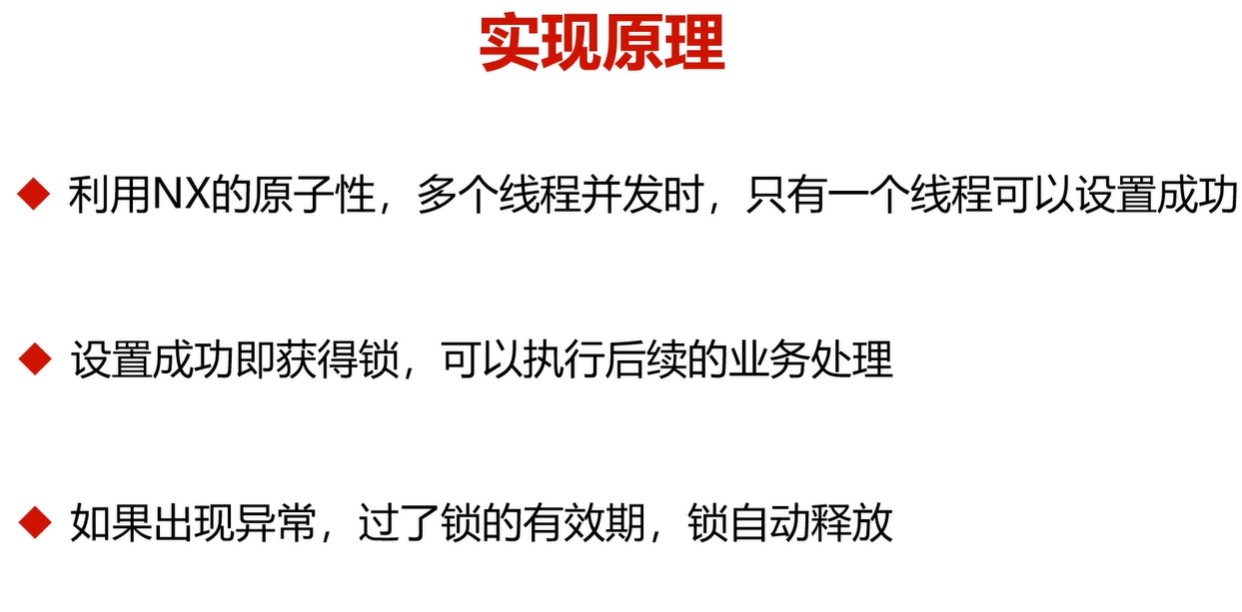 实现原理
利用NX的原子性，多个线程并发时，只有一个线程可以设置成功
设置成功即获得锁，可以执行后续的业务处理
如果出现异常，过了锁的有效期，锁自动释放